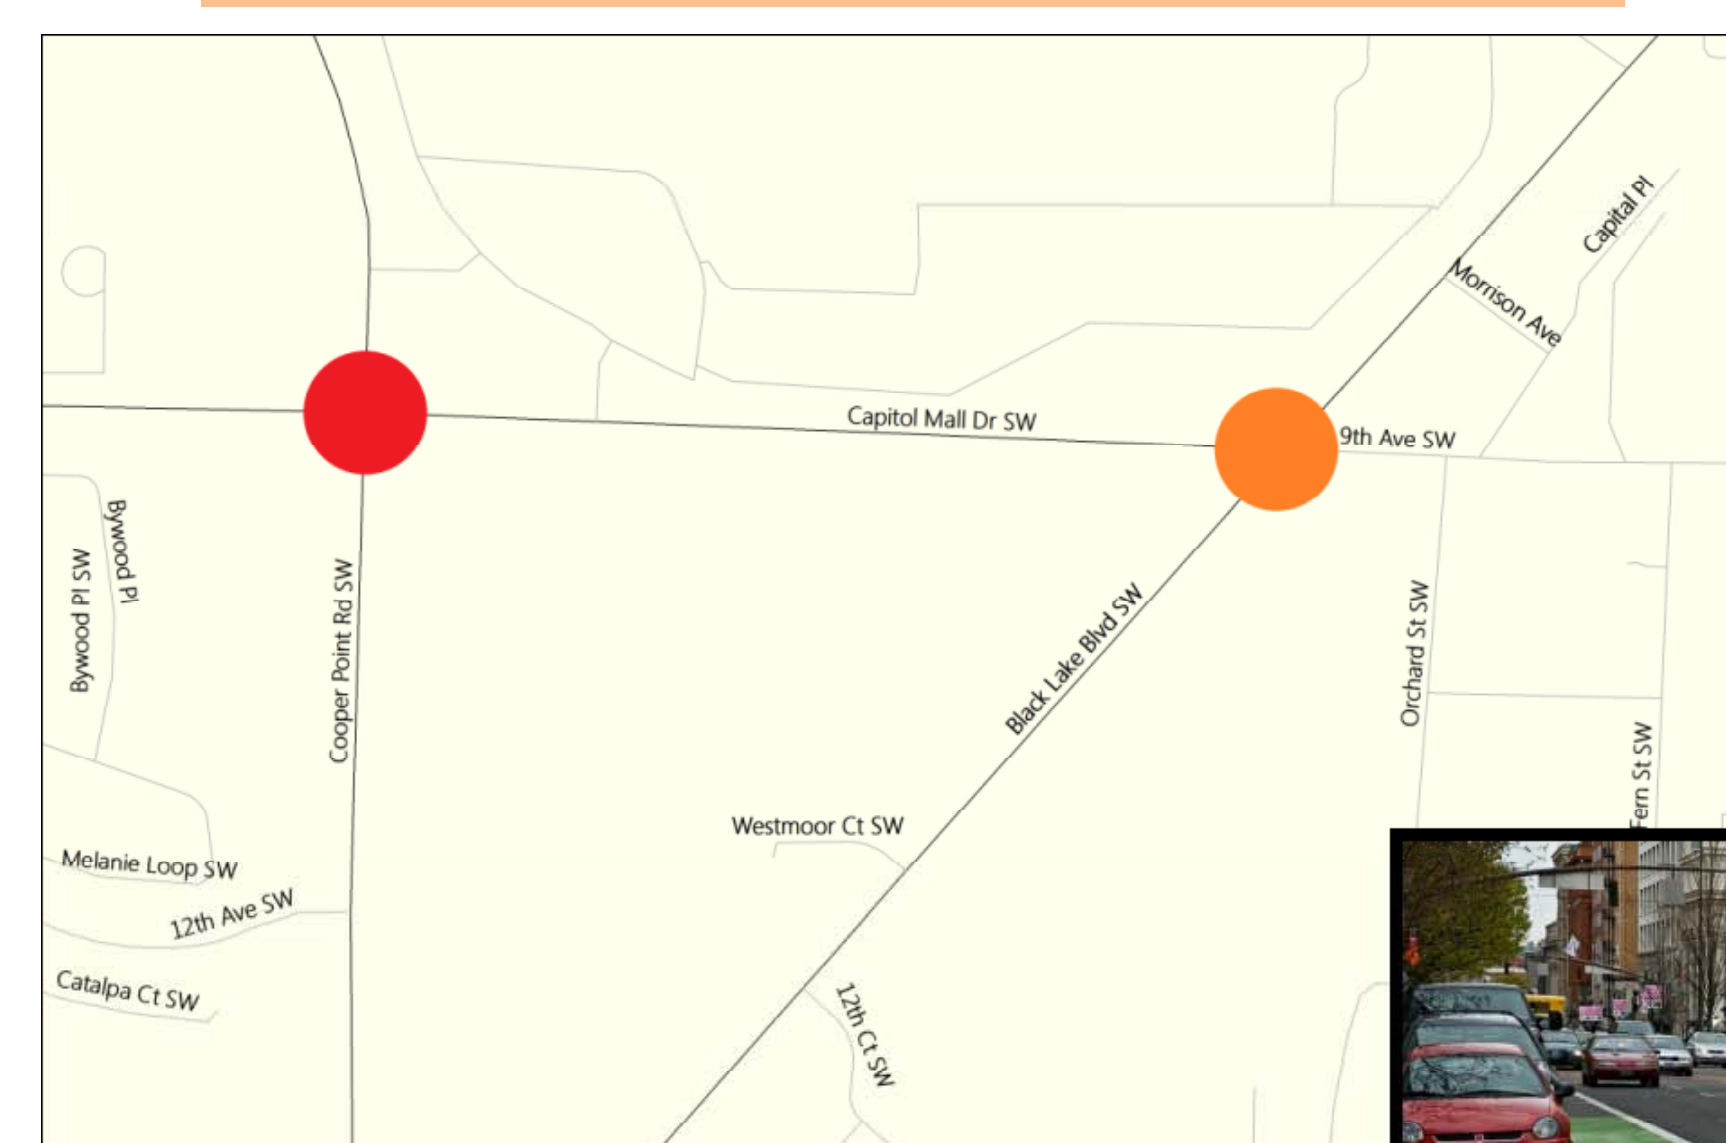 Capital Pl
Morrison Ave
Capitol Mall Dr SW
9th Ave SW
Bywood Pl
Bywood Pl SW
Cooper Point Rd SW
Black Lake Blvd SW
Orchard St SW
Fern St SW
Westmoor Ct SW
Melanie Loop SW
12th Ave SW
Catalpa Ct SW
12th Ct SW